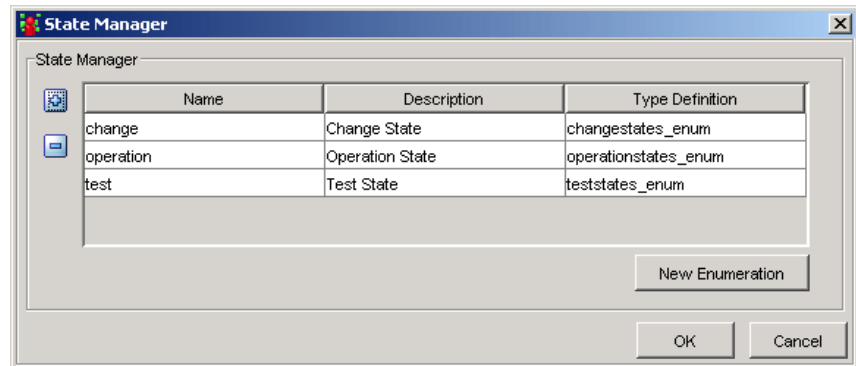 State Manager
State Manager
Name Description Type Definition
change Change State changestates_enum
operation Operation State operationstates_enum
test Test State teststates_enum
New Enumeration
OK Cancel